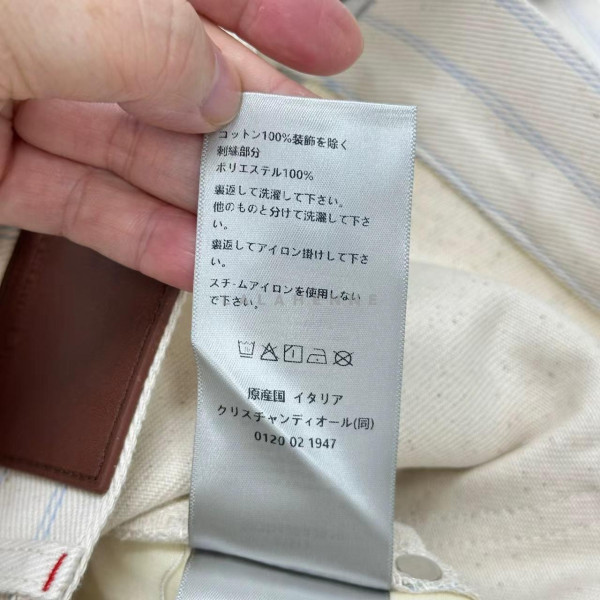 コットン100%装飾を除く
刺繍部分
ポリエステル100%
裏返して洗濯して下さい。
他のものと分けて洗濯して下さ
い。
裏返してアイロン掛けして下さ
い。
スチ-ムアイロンを使用しない
で下さい。
原産国 イタリア
クリスチャンディオール(同)
0120 02 1947